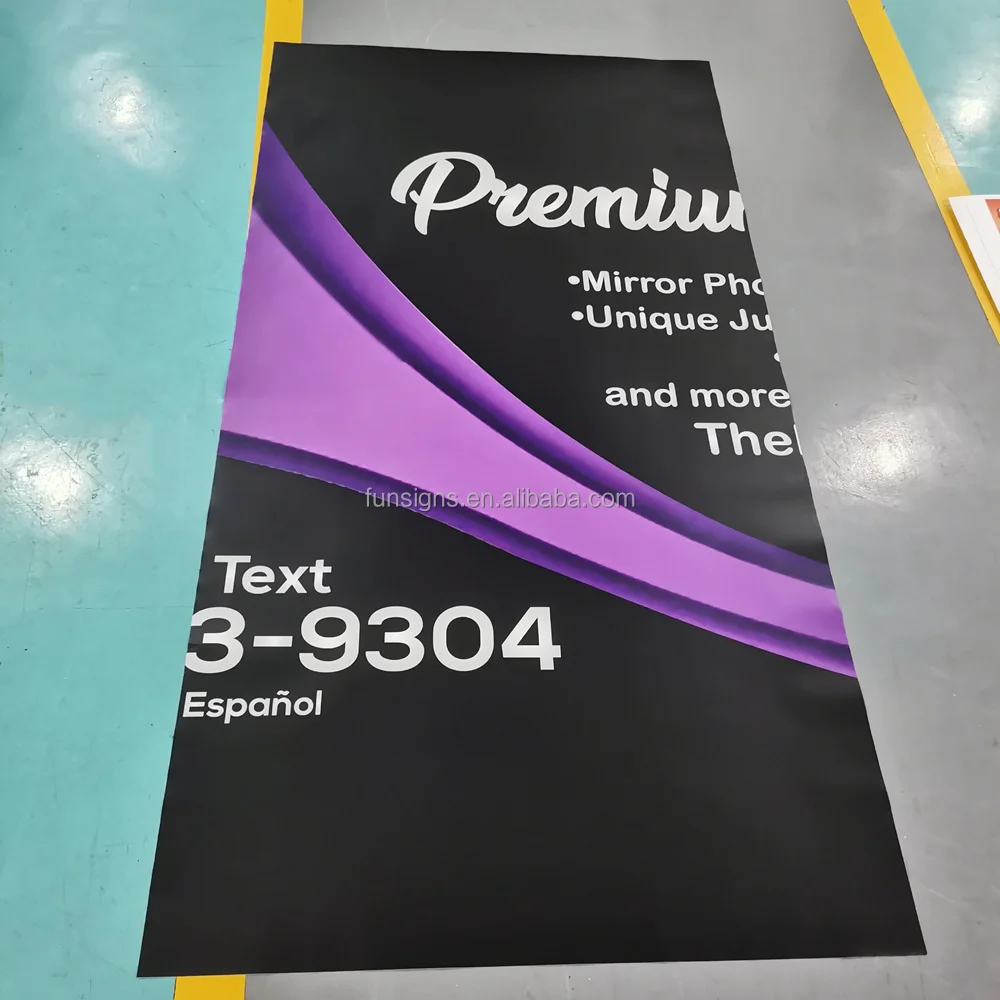 Premiu
•Mirror Pho
•Unique Ju
•
and more
The
funsigns.en.alibaba.com
Text
3-9304
Español